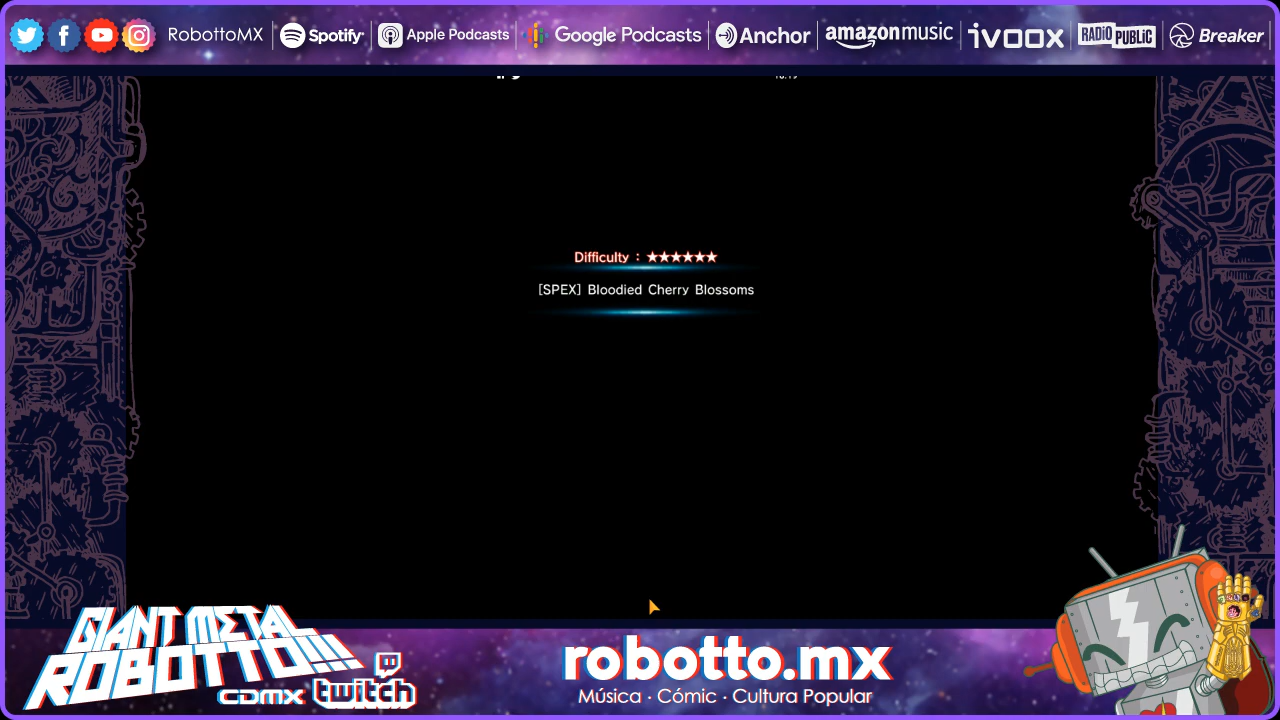 RobottoMX
Spotify
Apple Podcasts
Google Podcasts
Anchor
amazon music
iVOOX
RADIO PUBLIC
Breaker
Difficulty : ★★★★★★
[SPEX] Bloodied Cherry Blossoms
GIANT METAL
ROBOTTO!!!
CDMX twitch
robotto.mx
Música · Cómic · Cultura Popular